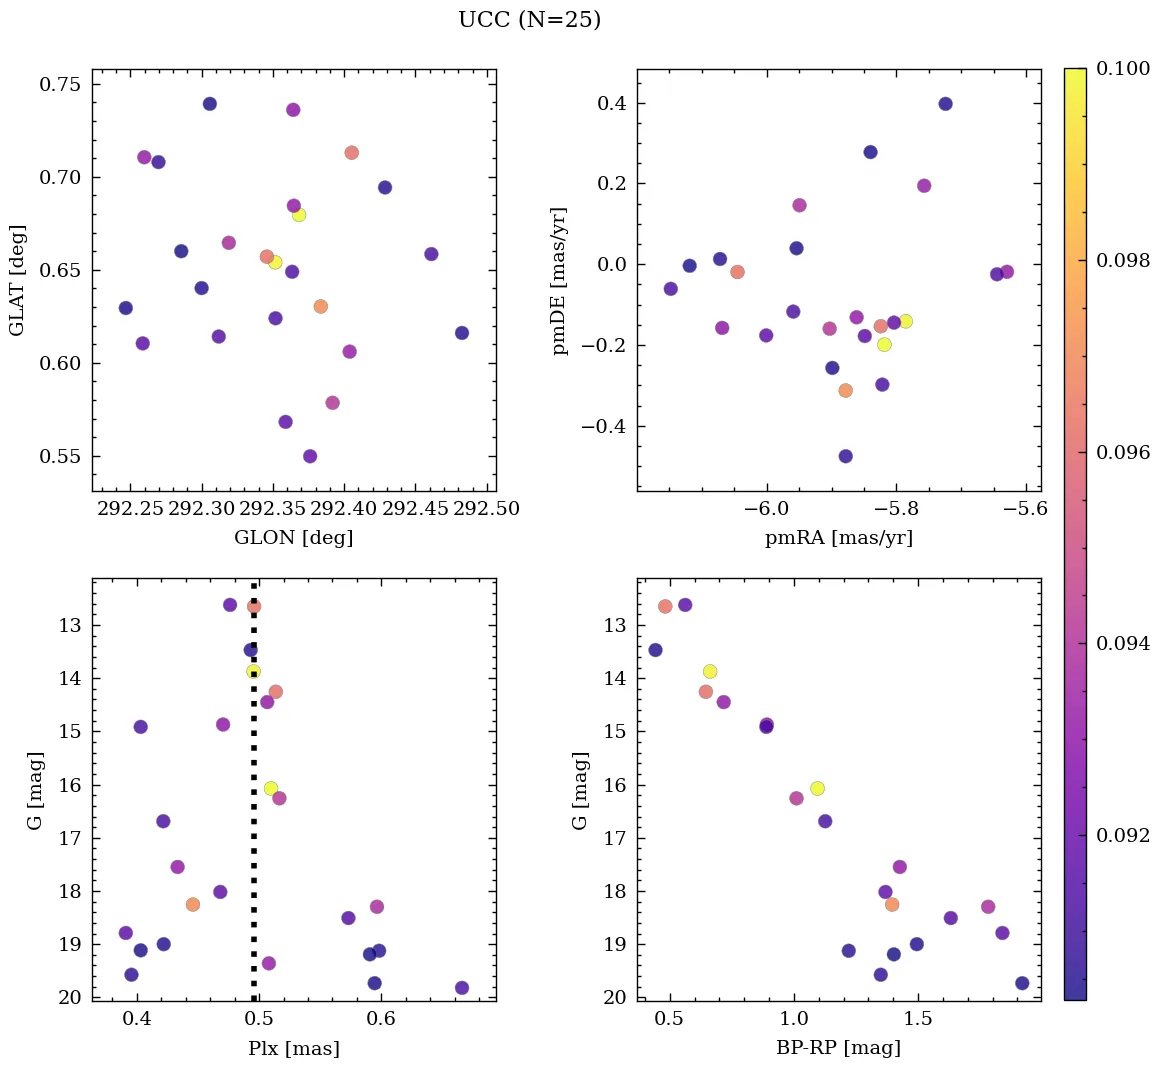 UCC (N=25)
0.75
0.70
0.65
0.60
0.55
GLAT [deg]
292.25 292.30 292.35 292.40 292.45 292.50
GLON [deg]
0.4
0.2
0.0
−0.2
−0.4
pmDE [mas/yr]
−6.0 −5.8 −5.6
pmRA [mas/yr]
0.100
0.098
0.096
0.094
0.092
13
14
15
16
17
18
19
20
G [mag]
0.4 0.5 0.6
Plx [mas]
13
14
15
16
17
18
19
20
G [mag]
0.5 1.0 1.5
BP-RP [mag]